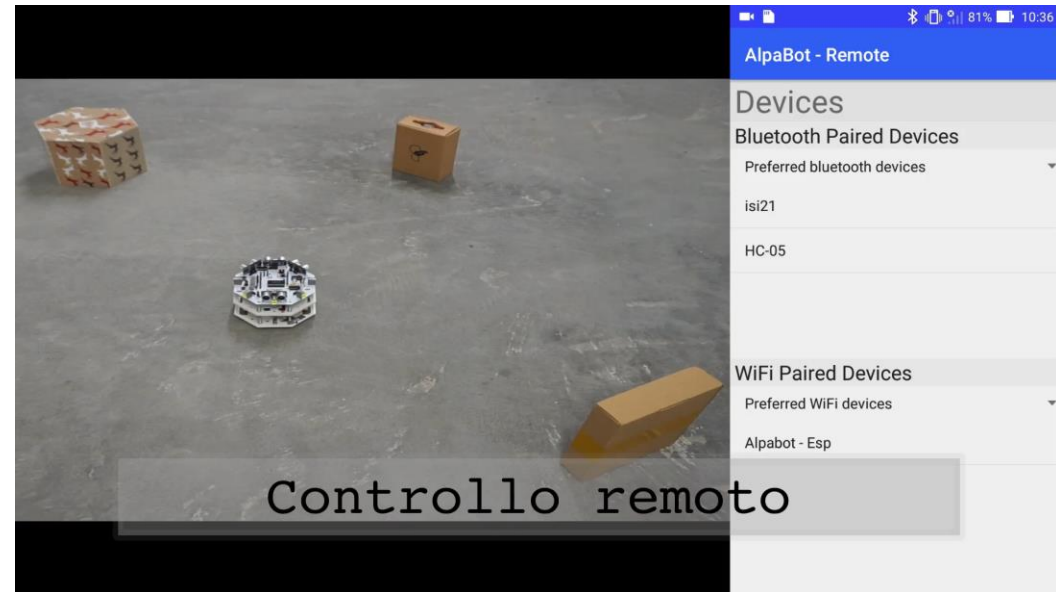 81% 10:36
AlpaBot - Remote
Devices
Bluetooth Paired Devices
Preferred bluetooth devices
isi21
HC-05
WiFi Paired Devices
Preferred WiFi devices
Alpabot - Esp
Controllo remoto